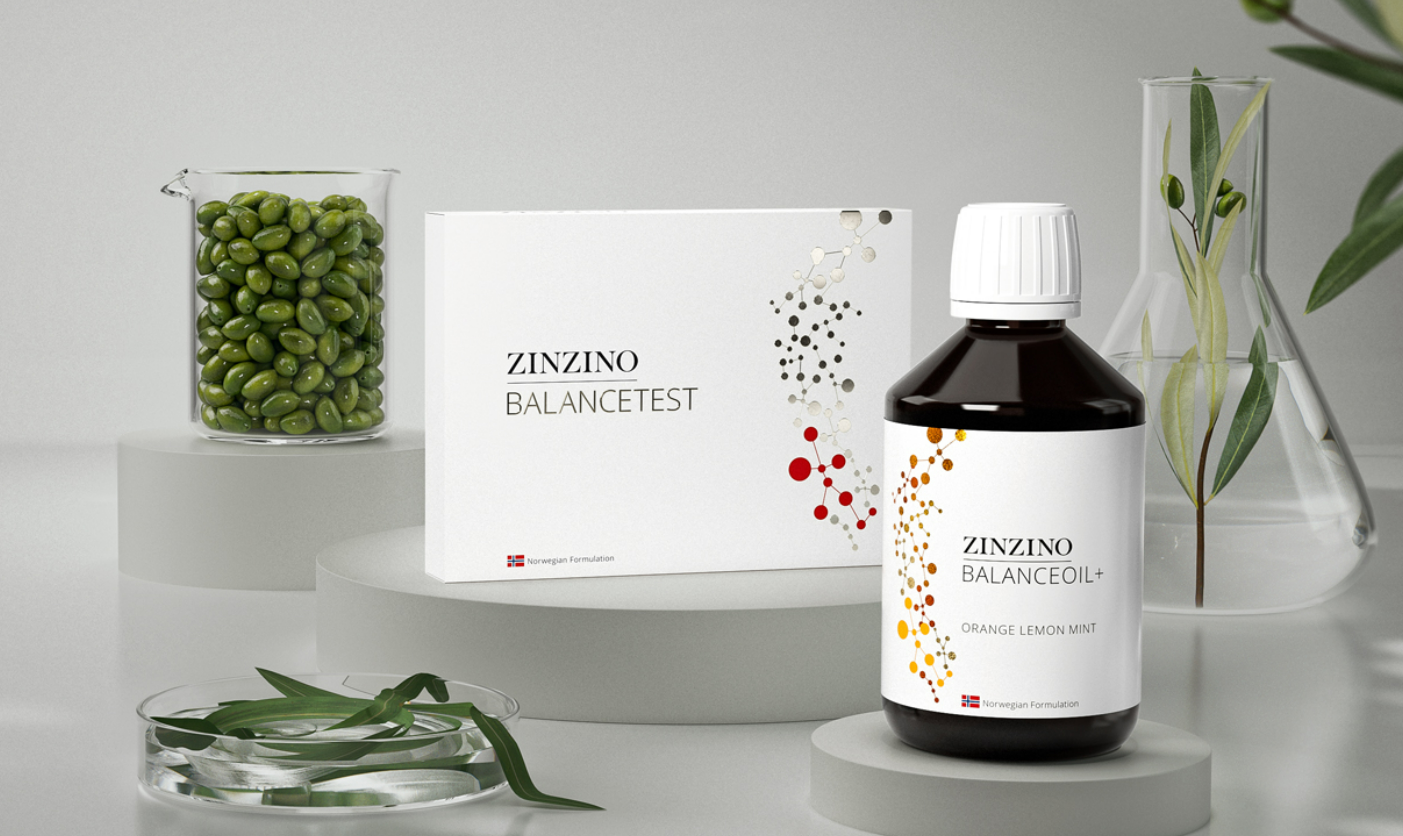 ZINZINO
BALANCETEST
Norwegian Formulation
ZINZINO
BALANCEOIL+
ORANGE LEMON MINT
Norwegian Formulation